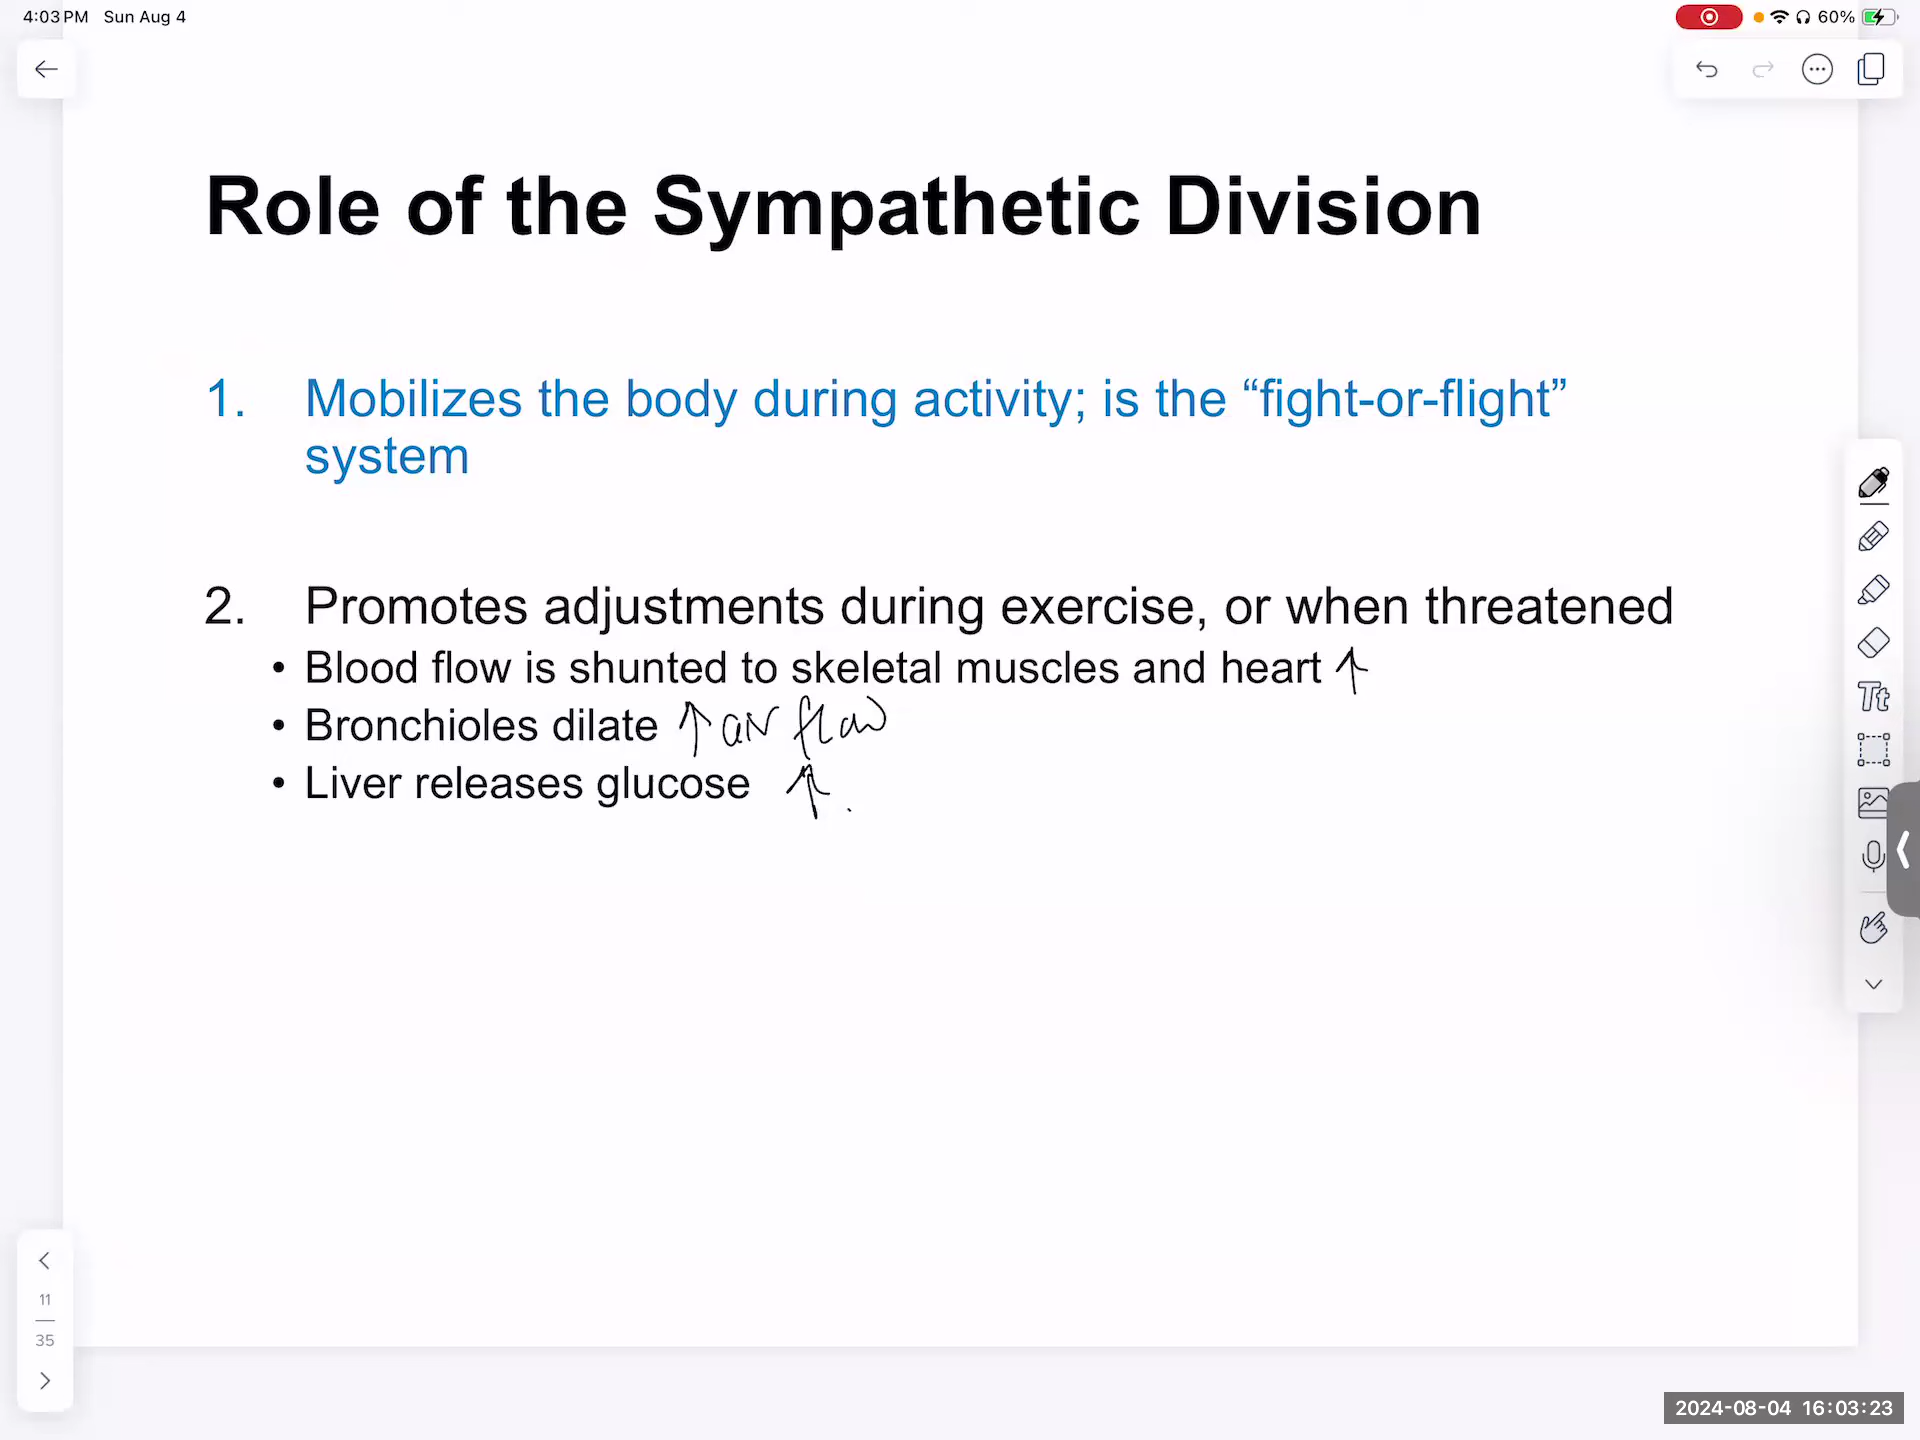 4:03 PM Sun Aug 4
60%
Role of the Sympathetic Division
1. Mobilizes the body during activity; is the “fight-or-flight”
system
2. Promotes adjustments during exercise, or when threatened
• Blood flow is shunted to skeletal muscles and heart ↑
• Bronchioles dilate ↑ air flow
• Liver releases glucose ↑
Tt
11
35
2024-08-04 16:03:23